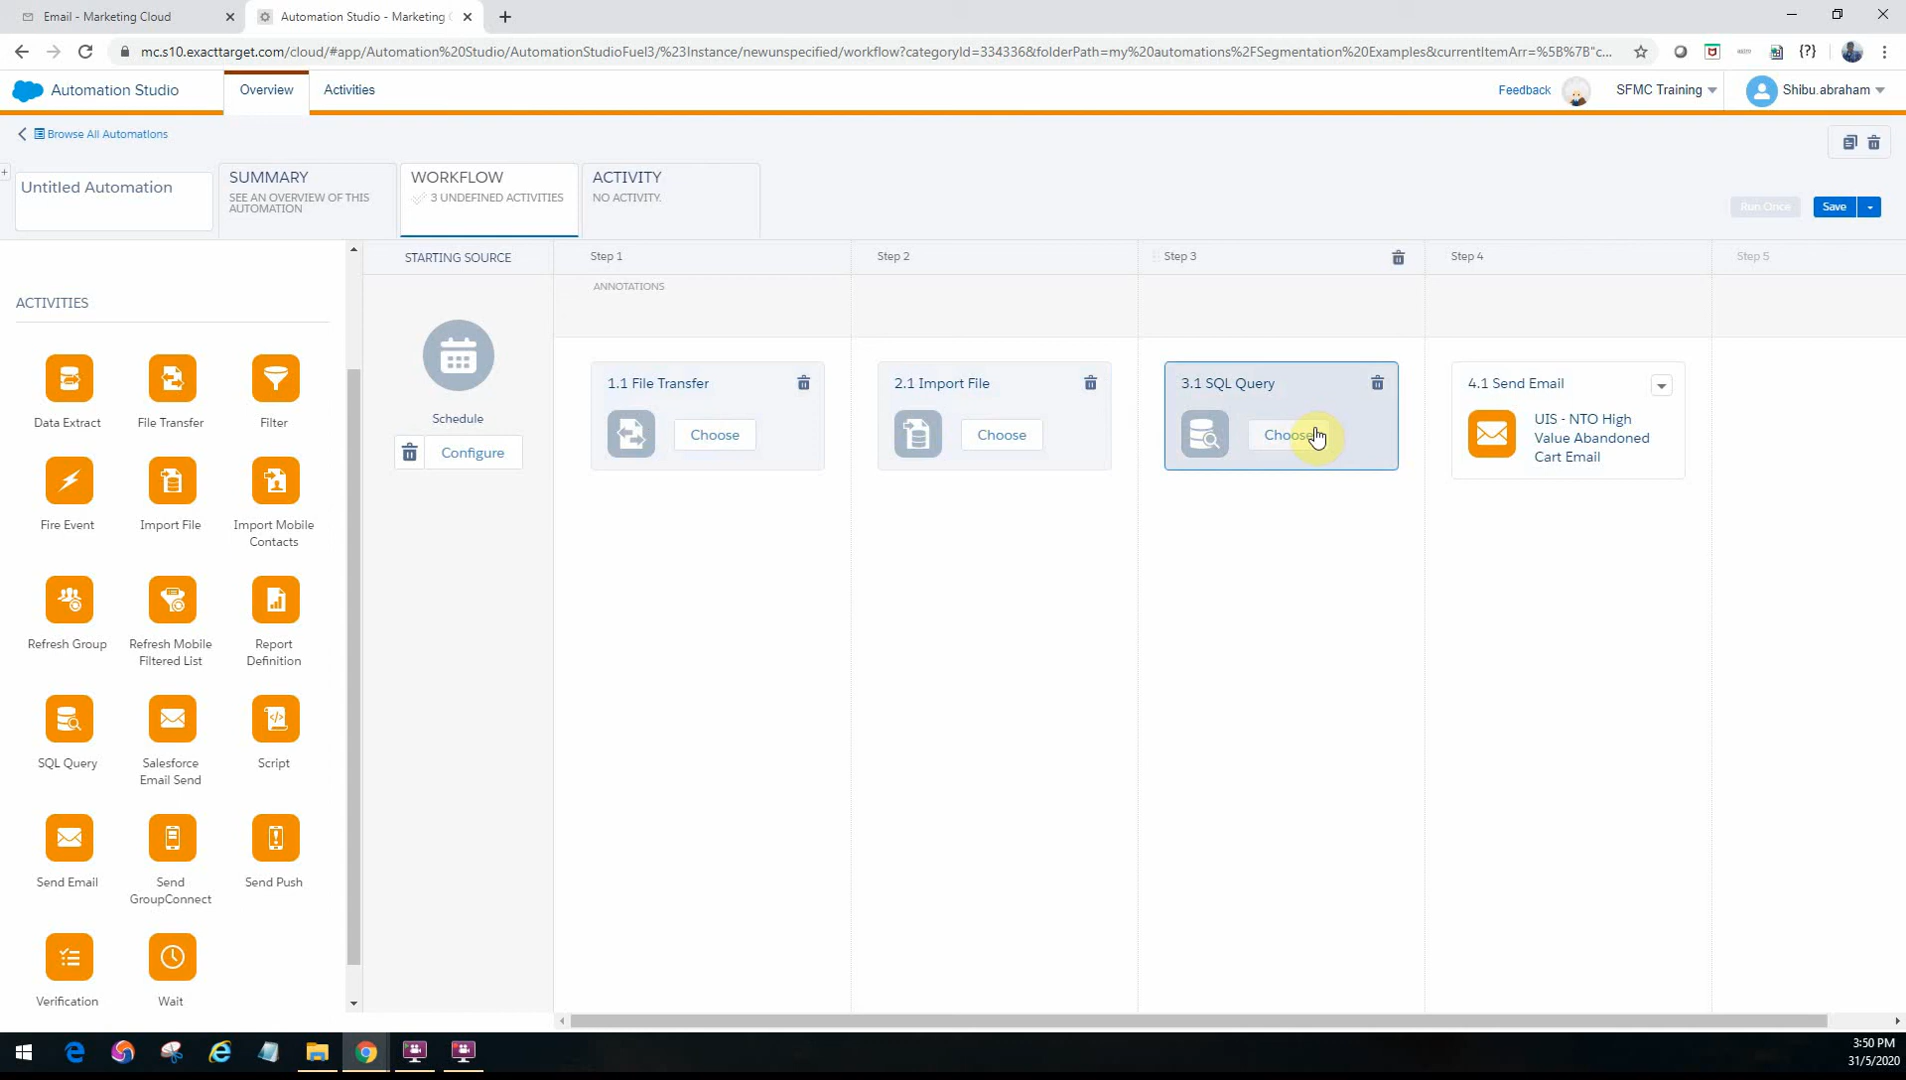 Email - Marketing Cloud
Automation Studio - Marketing C
mc.s10.exacttarget.com/cloud/#app/Automation%20Studio/AutomationStudioFuel3/%23Instance/newunspecified/workflow?categoryId=334336&folderPath=my%20automations%2FSegmentation%20Examples&currentItemArr=%5B%7B"c...
Automation Studio
Overview
Activities
Feedback
SFMC Training
Shibu.abraham
Browse All Automations
Untitled Automation
SUMMARY
SEE AN OVERVIEW OF THIS
AUTOMATION
WORKFLOW
3 UNDEFINED ACTIVITIES
ACTIVITY
NO ACTIVITY.
Run Once
Save
STARTING SOURCE
Step 1
Step 2
Step 3
Step 4
Step 5
ANNOTATIONS
ACTIVITIES
Data Extract
File Transfer
Filter
Fire Event
Import File
Import Mobile
Contacts
Refresh Group
Refresh Mobile
Filtered List
Report
Definition
SQL Query
Salesforce
Email Send
Script
Send Email
Send
GroupConnect
Send Push
Verification
Wait
Schedule
Configure
1.1 File Transfer
Choose
2.1 Import File
Choose
3.1 SQL Query
Choose
4.1 Send Email
UIS - NTO High
Value Abandoned
Cart Email
3:50 PM
31/5/2020